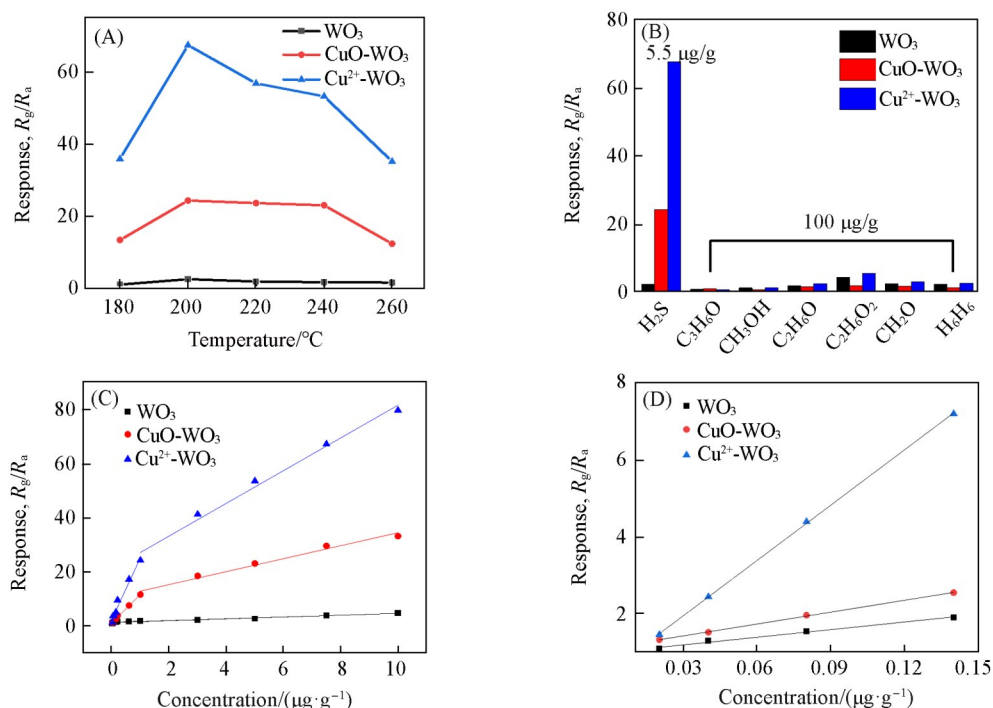 (A)
WO₃
CuO-WO₃
Cu²⁺-WO₃
60
40
20
0
180
200
220
240
260
Response, Rg/Ra
Temperature/°C
(B)
WO₃
CuO-WO₃
Cu²⁺-WO₃
5.5 μg/g
100 μg/g
80
60
40
20
0
H₂S
C₃H₆O
CH₃OH
C₂H₆O
C₂H₆O₂
CH₂O
H₆H₆
Response, Rg/Ra
(C)
WO₃
CuO-WO₃
Cu²⁺-WO₃
80
60
40
20
0
0
2
4
6
8
10
Response, Rg/Ra
Concentration/(μg·g⁻¹)
(D)
WO₃
CuO-WO₃
Cu²⁺-WO₃
8
6
4
2
0.03
0.06
0.09
0.12
0.15
Response, Rg/Ra
Concentration/(μg·g⁻¹)